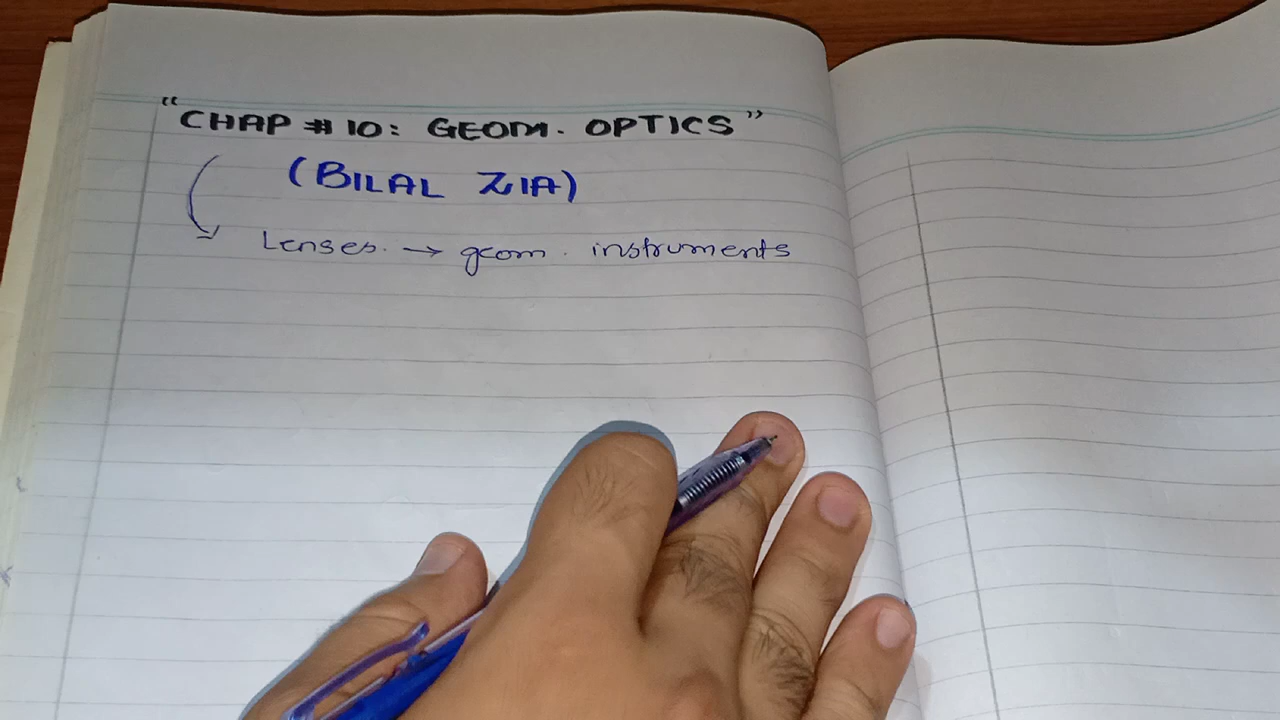 "CHAP # 10: GEOM. OPTICS"
(BILAL ZIA)
Lenses. → geom. instruments